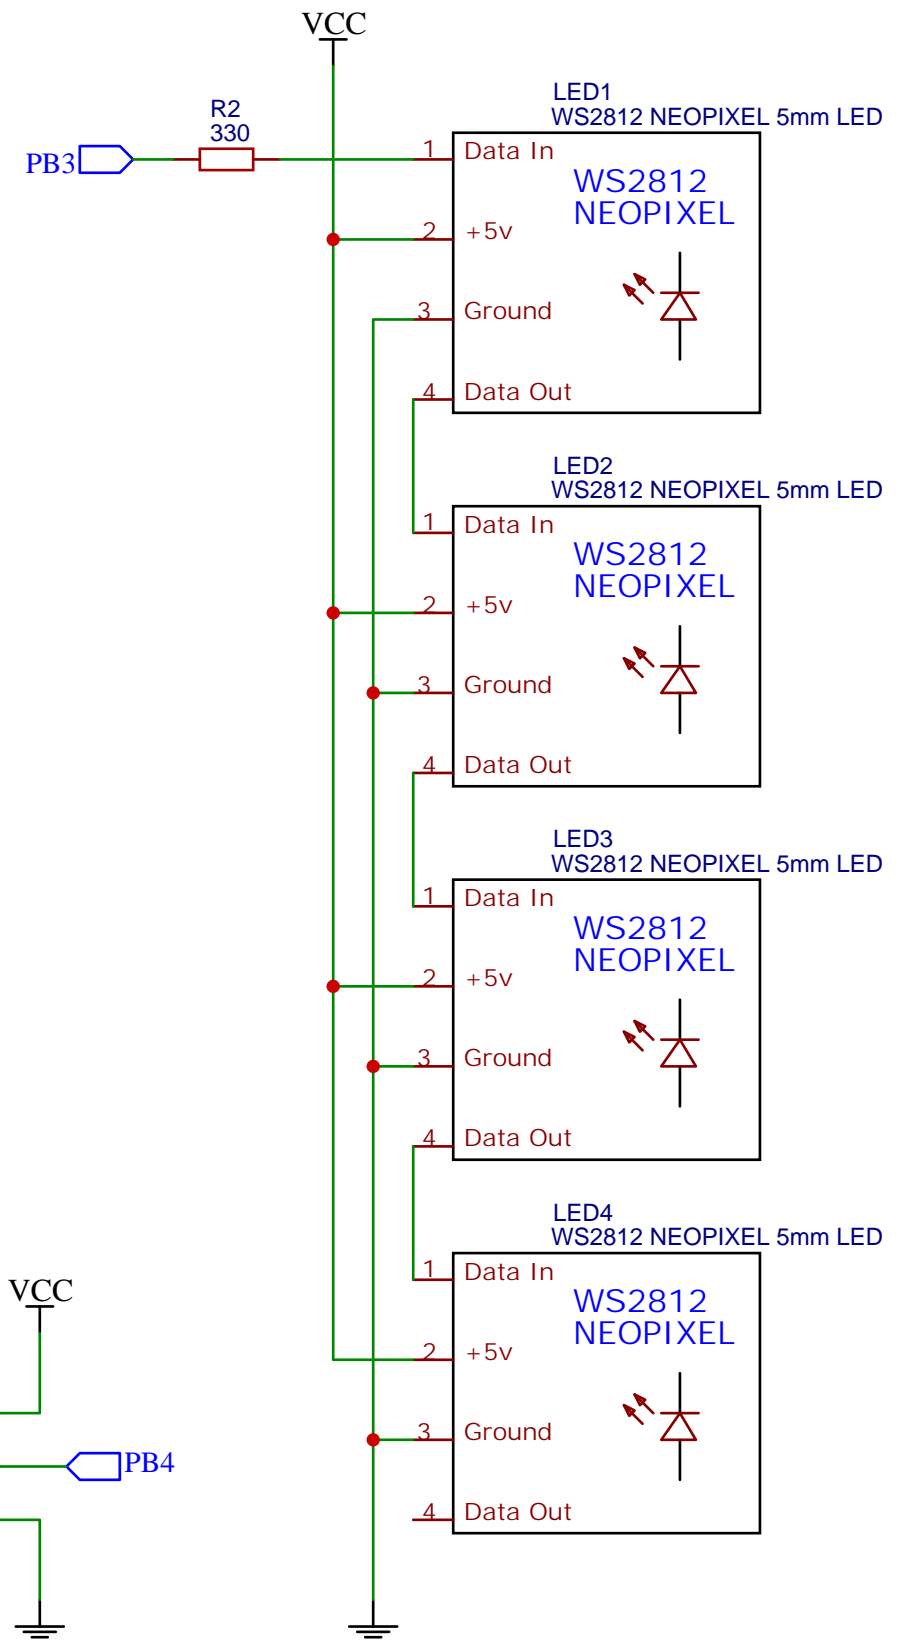 VCC
R2
330
PB3
LED1
WS2812 NEOPIXEL 5mm LED
1 Data In
WS2812
NEOPIXEL
2 +5v
3 Ground
4 Data Out
LED2
WS2812 NEOPIXEL 5mm LED
1 Data In
WS2812
NEOPIXEL
2 +5v
3 Ground
4 Data Out
LED3
WS2812 NEOPIXEL 5mm LED
1 Data In
WS2812
NEOPIXEL
2 +5v
3 Ground
4 Data Out
LED4
WS2812 NEOPIXEL 5mm LED
1 Data In
WS2812
NEOPIXEL
2 +5v
3 Ground
4 Data Out
VCC
PB4